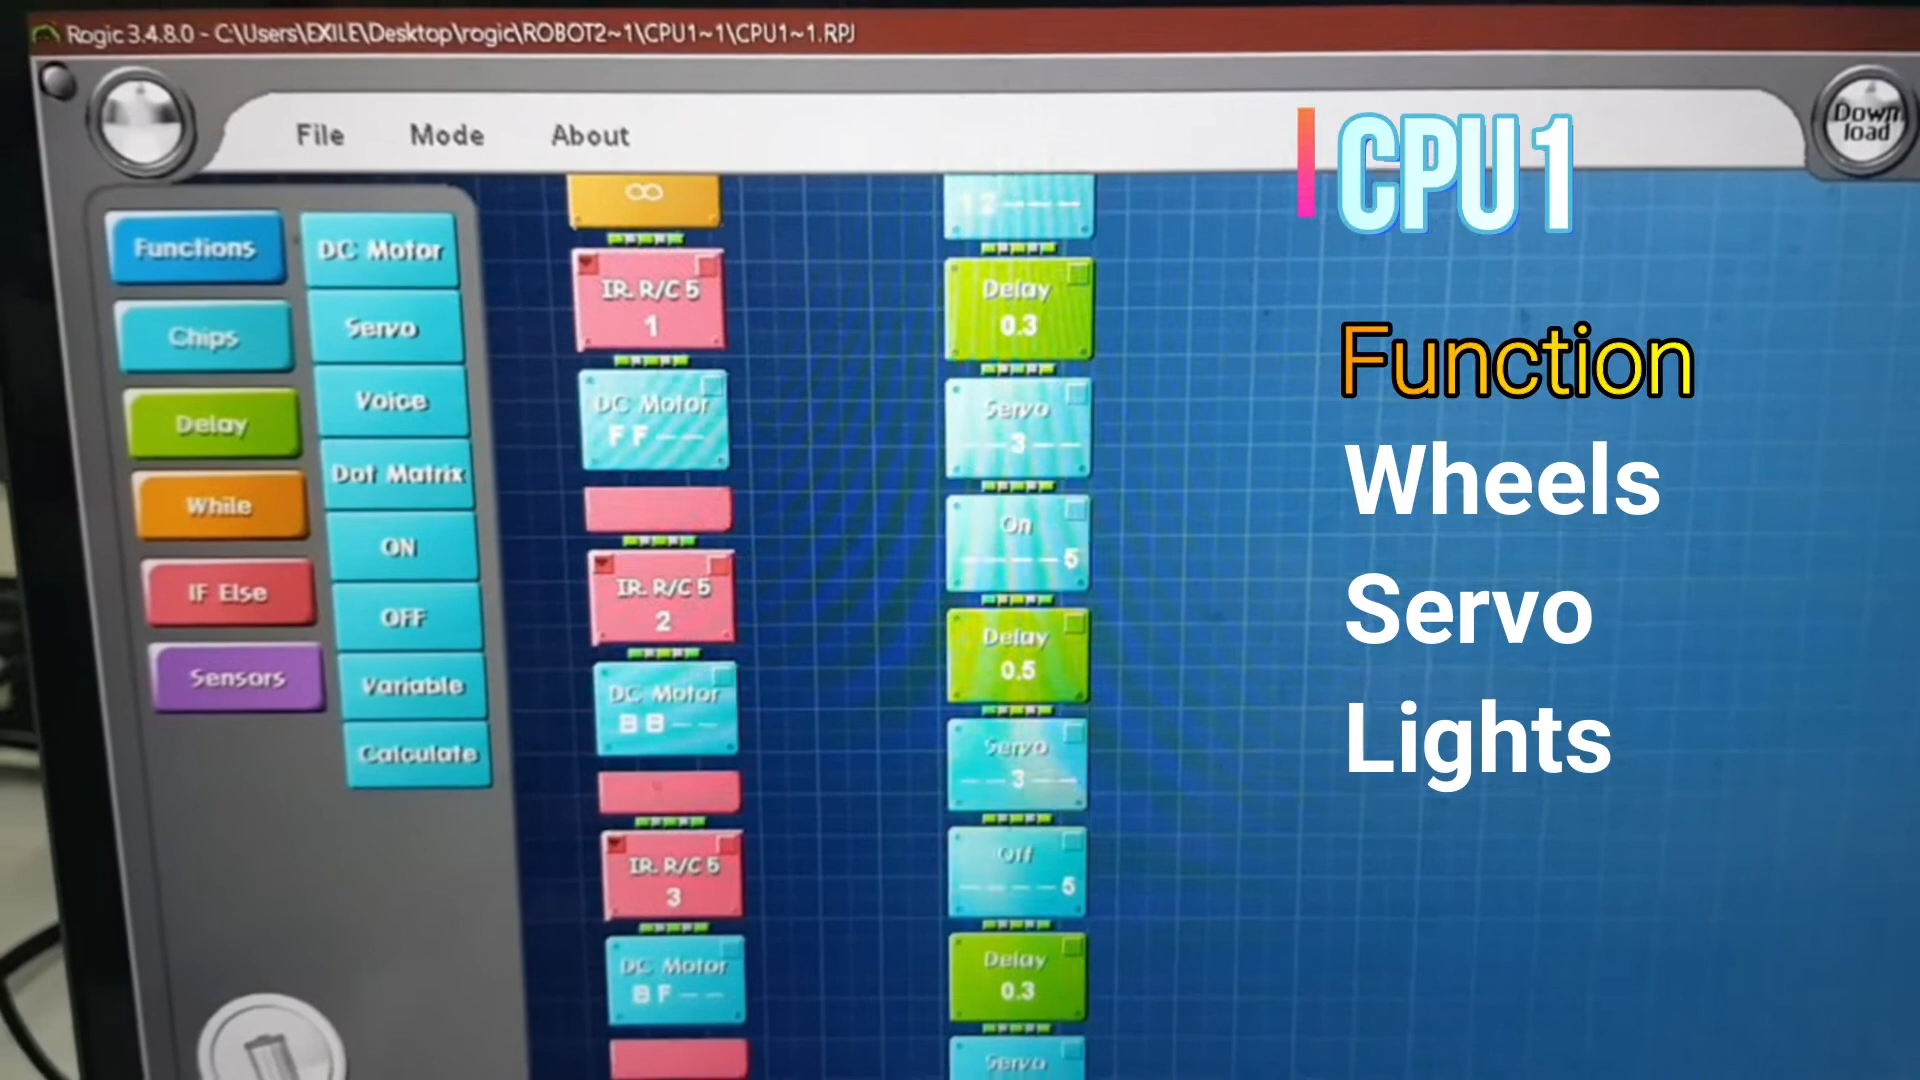 Rogic 3.4.8.0 - C:\Users\EXILE\Desktop\rogic\ROBOT2~1\CPU1~1\CPU1~1.RPJ
File Mode About
Down
load
CPU1
Function
Wheels
Servo
Lights
Functions
Chips
Delay
While
IF Else
Sensors
DC Motor
Servo
Voice
Dot Matrix
ON
OFF
Variable
Calculate
∞
IR. R/C 5
1
DC Motor
F F – –
IR. R/C 5
2
DC Motor
B B – –
IR. R/C 5
3
DC Motor
B F – –
1 2 – – – –
Delay
0.3
Servo
– – 3 – – –
On
– – – – 5
Delay
0.5
Servo
– – 3 – – –
Off
– – – – 5
Delay
0.3
Servo